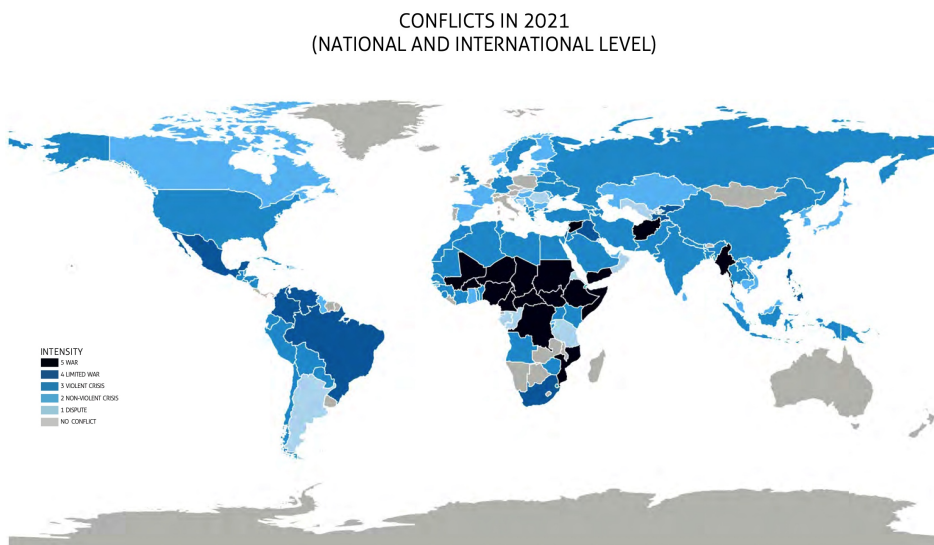 CONFLICTS IN 2021
(NATIONAL AND INTERNATIONAL LEVEL)
INTENSITY
5 WAR
4 LIMITED WAR
3 VIOLENT CRISIS
2 NON-VIOLENT CRISIS
1 DISPUTE
NO CONFLICT